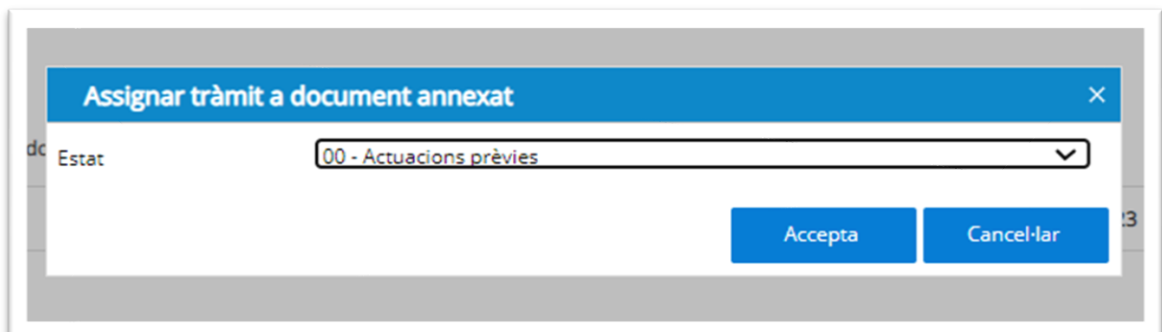 Assignar tràmit a document annexat
Estat
00 - Actuacions prèvies
Accepta
Cancel·lar